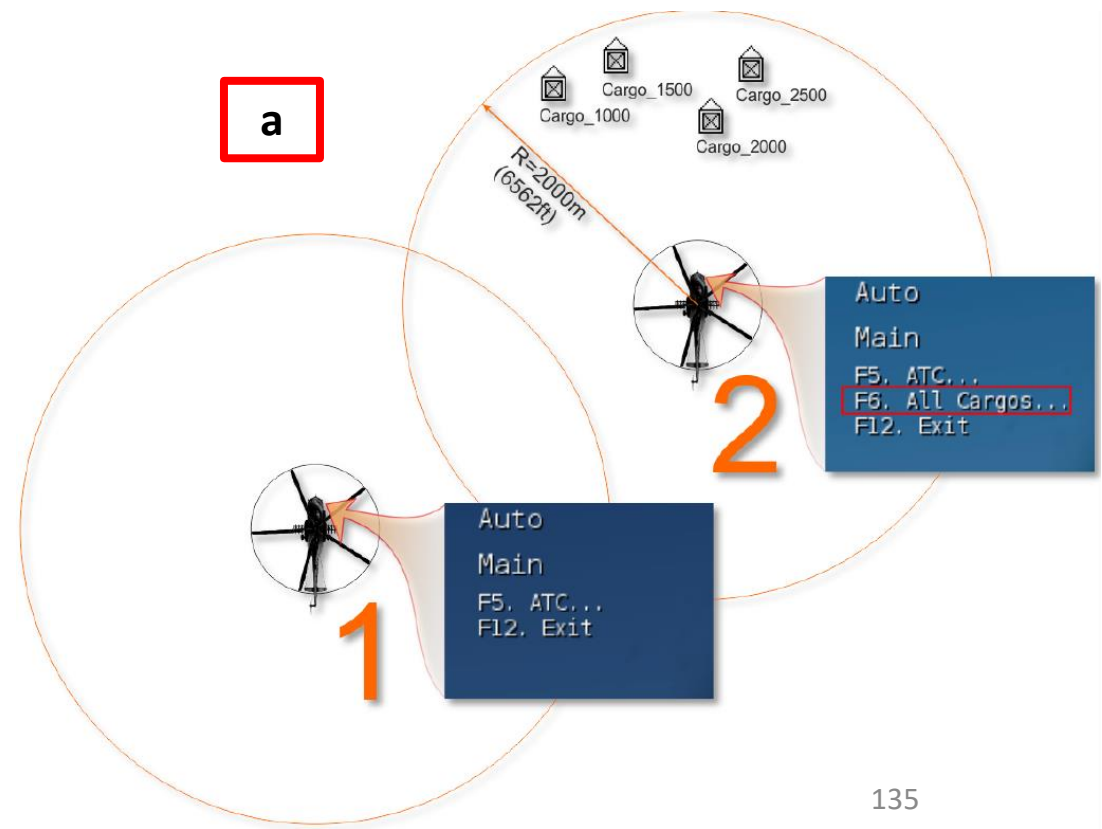 a
Cargo_1500
Cargo_2500
Cargo_1000
Cargo_2000
R=2000m
(6562ft)
Auto
Main
F5. ATC...
F6. All Cargos...
F12. Exit
2
Auto
Main
F5. ATC...
F12. Exit
1
135